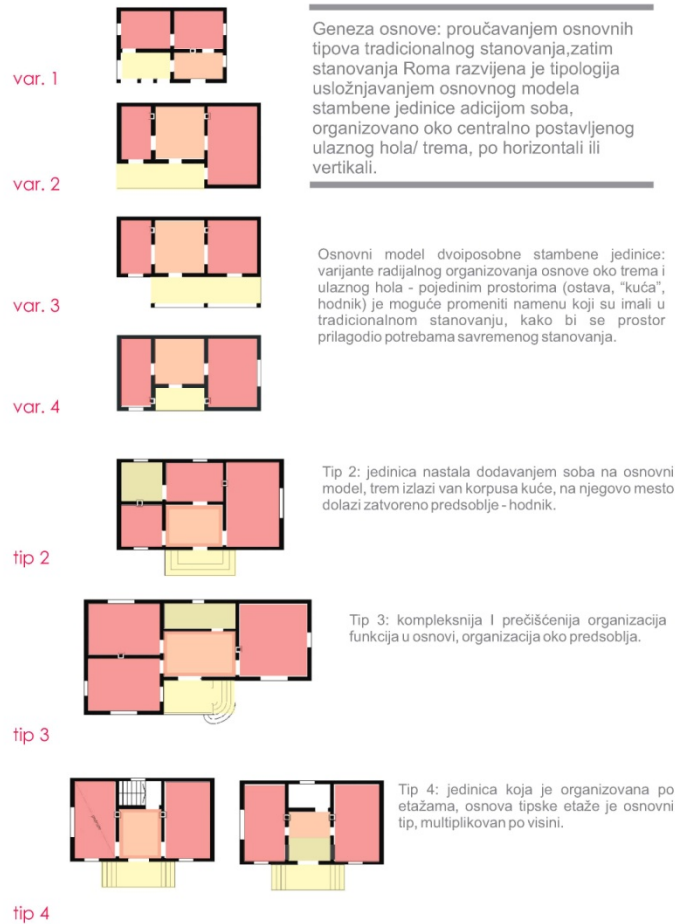 Geneza osnove: proučavanjem osnovnih
tipova tradicionalnog stanovanja,zatim
stanovanja Roma razvijena je tipologija
usložnjavanjem osnovnog modela
stambene jedinice adicijom soba,
organizovano oko centralno postavljenog
ulaznog hola/ trema, po horizontali ili
vertikali.
var. 1
var. 2
Osnovni model dvoiposobne stambene jedinice:
varijante radijalnog organizovanja osnove oko trema i
ulaznog hola - pojedinim prostorima (ostava, “kuća”,
hodnik) je moguće promeniti namenu koji su imali u
tradicionalnom stanovanju, kako bi se prostor
prilagodio potrebama savremenog stanovanja.
var. 3
var. 4
Tip 2: jedinica nastala dodavanjem soba na osnovni
model, trem izlazi van korpusa kuće, na njegovo mesto
dolazi zatvoreno predsoblje - hodnik.
tip 2
Tip 3: kompleksnija I prečišćenija organizacija
funkcija u osnovi, organizacija oko predsoblja.
tip 3
Tip 4: jedinica koja je organizovana po
etažama, osnova tipske etaže je osnovni
tip, multiplikovan po visini.
tip 4